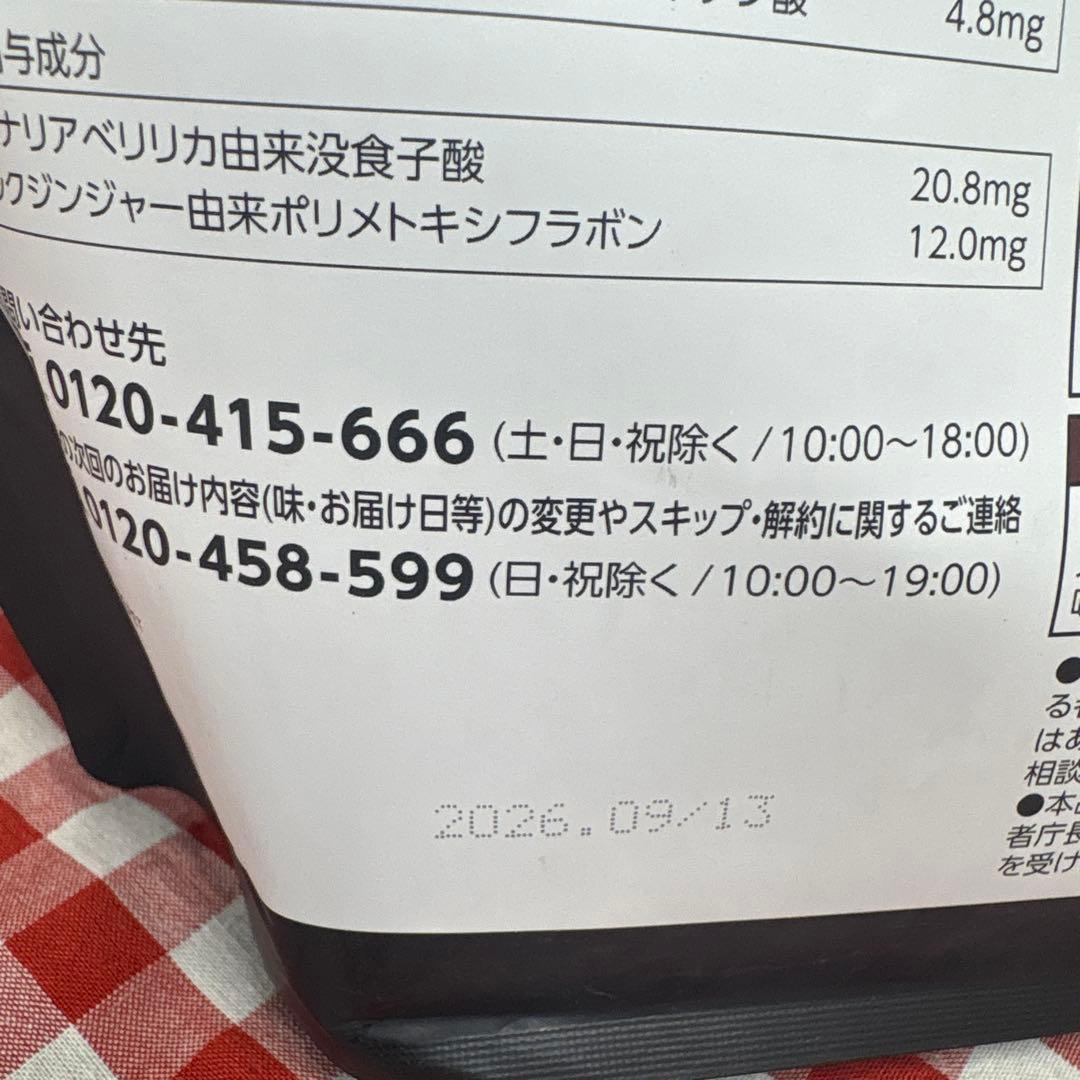 酸 4.8mg
与成分
ナリアベリリカ由来没食子酸 20.8mg
ックジンジャー由来ポリメトキシフラボン 12.0mg
問い合わせ先
0120-415-666 (土・日・祝除く/10:00～18:00)
の次回のお届け内容(味・お届け日等)の変更やスキップ・解約に関するご連絡
0120-458-599 (日・祝除く/10:00～19:00)
2026.09/13
●
る者
はあ
相談
●本品
者庁長
を受け